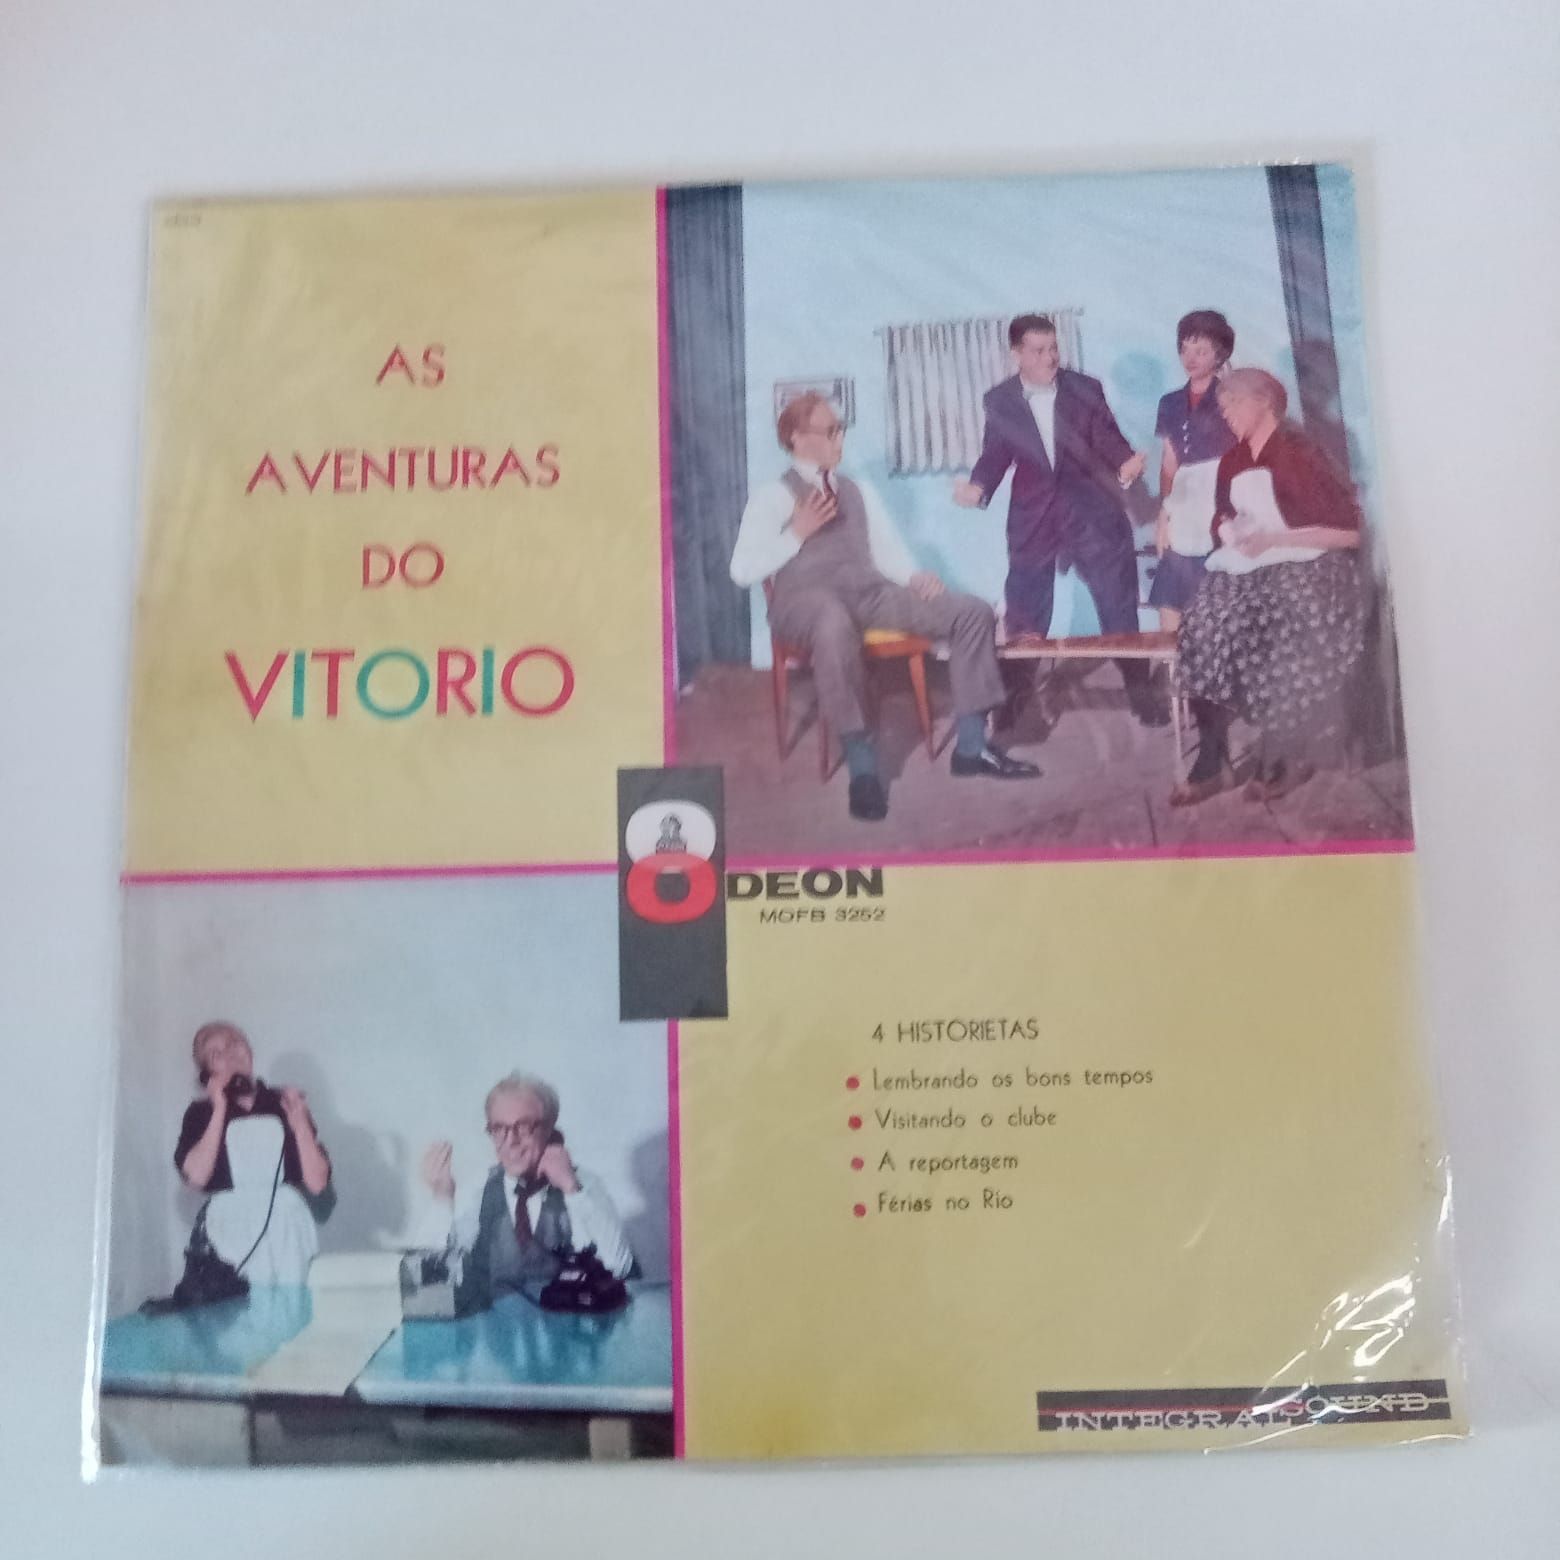 AS
AVENTURAS
DO
VITORIO
ODEON
MOFB 3252
4 HISTORIETAS
Lembrando os bons tempos
Visitando o clube
A reportagem
Férias no Rio
INTEGRALSOUND